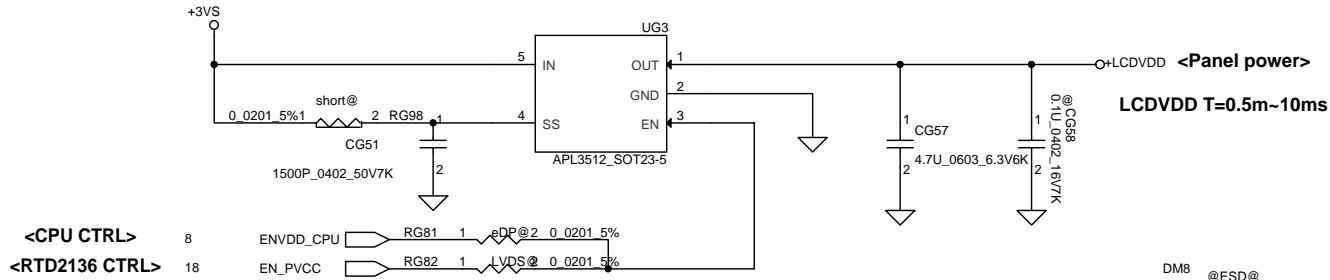 +3VS
UG3
5 IN
OUT 1
+LCDVDD <Panel power>
GND 2
LCDVDD T=0.5m~10ms
short@
0_0201_5% 1 2 RG98 1
4 SS
EN 3
CG51
1500P_0402_50V7K
2
APL3512_SOT23-5
1
CG57
4.7U_0603_6.3V6K
2
1
@CG58
0.1U_0402_16V7K
2
<CPU CTRL> 8 ENVDD_CPU RG81 1 eDP@ 2 0_0201_5%
<RTD2136 CTRL> 18 EN_PVCC RG82 1 LVDS@ 2 0_0201_5%
DM8 @ESD@